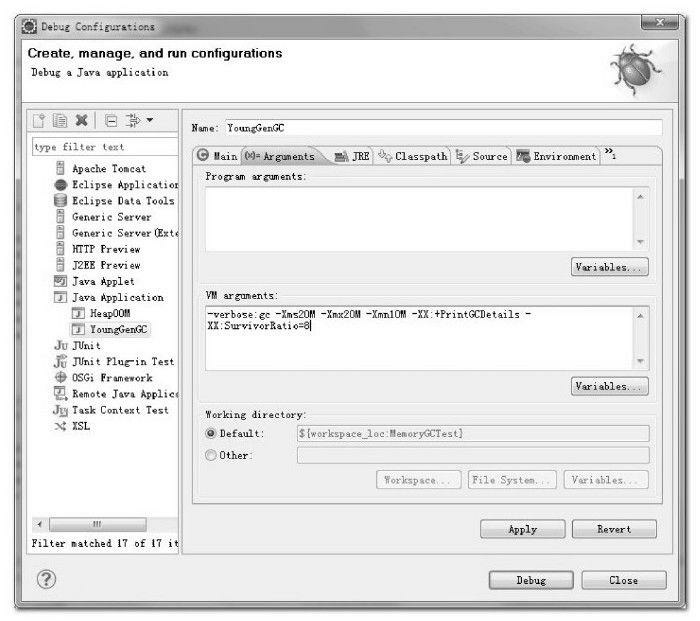 Debug Configurations
Create, manage, and run configurations
Debug a Java application
type filter text
Apache Tomcat
Eclipse Application
Eclipse Data Tools
Generic Server
Generic Server(Exte
HTTP Preview
J2EE Preview
Java Applet
Java Application
HeapOOM
YoungGenGC
JUnit
JUnit Plug-in Test
OSGi Framework
Remote Java Applic
Task Context Test
XSL
Filter matched 17 of 17 it
Name: YoungGenGC
Main (x)= Arguments JRE Classpath Source Environment »1
Program arguments:
Variables...
VM arguments:
-verbose:gc -Xms20M -Xmx20M -Xmn10M -XX:+PrintGCDetails -
XX:SurvivorRatio=8
Variables...
Working directory:
Default: ${workspace_loc:MemoryGCTest}
Other:
Workspace... File System... Variables...
Apply Revert
Debug Close